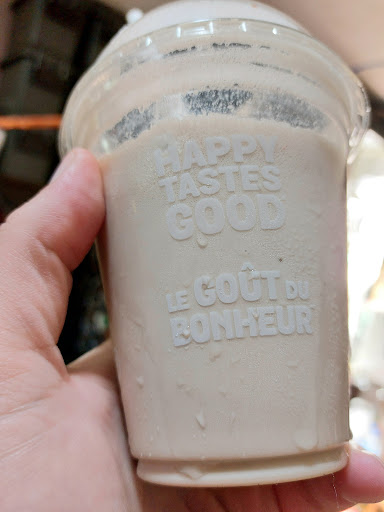 HAPPY
TASTES
GOOD
LE GOÛT DU
BONHEUR